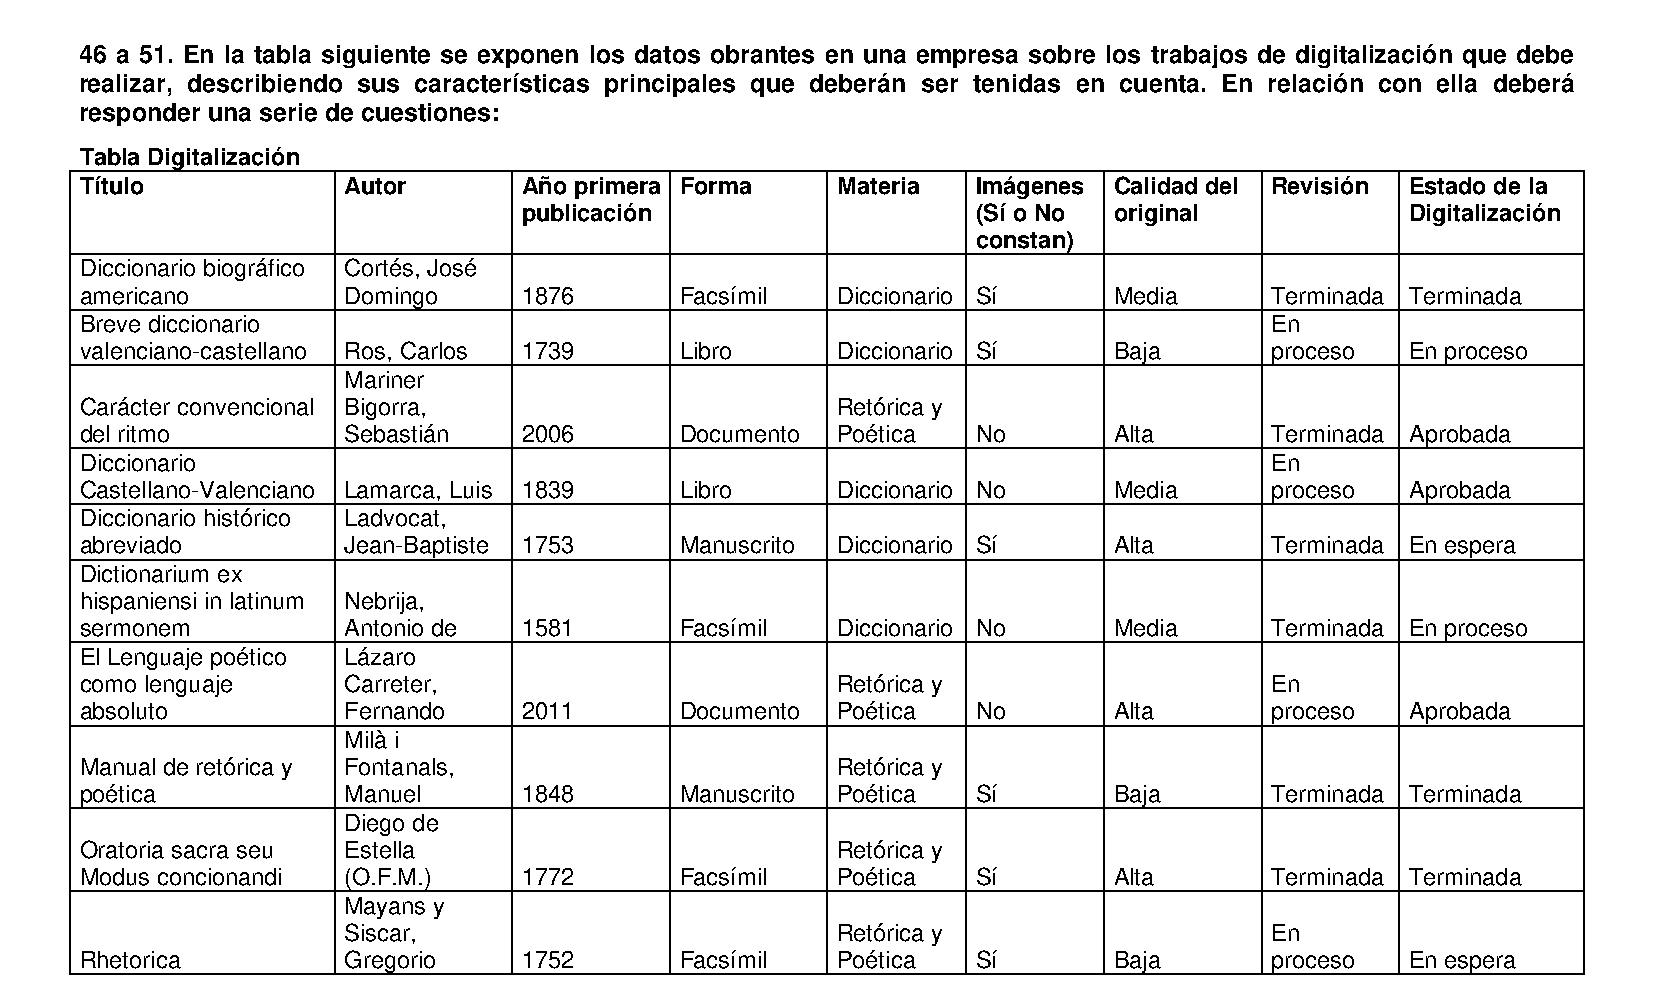 46 a 51. En la tabla siguiente se exponen los datos obrantes en una empresa sobre los trabajos de digitalización que debe
realizar, describiendo sus características principales que deberán ser tenidas en cuenta. En relación con ella deberá
responder una serie de cuestiones:
Tabla Digitalización
Título Autor Año primera publicación Forma Materia Imágenes (Sí o No constan) Calidad del original Revisión Estado de la Digitalización
Diccionario biográfico americano Cortés, José Domingo 1876 Facsímil Diccionario Sí Media Terminada Terminada
Breve diccionario valenciano-castellano Ros, Carlos 1739 Libro Diccionario Sí Baja En proceso En proceso
Carácter convencional del ritmo Mariner Bigorra, Sebastián 2006 Documento Retórica y Poética No Alta Terminada Aprobada
Diccionario Castellano-Valenciano Lamarca, Luis 1839 Libro Diccionario No Media En proceso Aprobada
Diccionario histórico abreviado Ladvocat, Jean-Baptiste 1753 Manuscrito Diccionario Sí Alta Terminada En espera
Dictionarium ex hispaniensi in latinum sermonem Nebrija, Antonio de 1581 Facsímil Diccionario No Media Terminada En proceso
El Lenguaje poético como lenguaje absoluto Lázaro Carreter, Fernando 2011 Documento Retórica y Poética No Alta En proceso Aprobada
Manual de retórica y poética Milà i Fontanals, Manuel 1848 Manuscrito Retórica y Poética Sí Baja Terminada Terminada
Oratoria sacra seu Modus concionandi Diego de Estella (O.F.M.) 1772 Facsímil Retórica y Poética Sí Alta Terminada Terminada
Rhetorica Mayans y Siscar, Gregorio 1752 Facsímil Retórica y Poética Sí Baja En proceso En espera